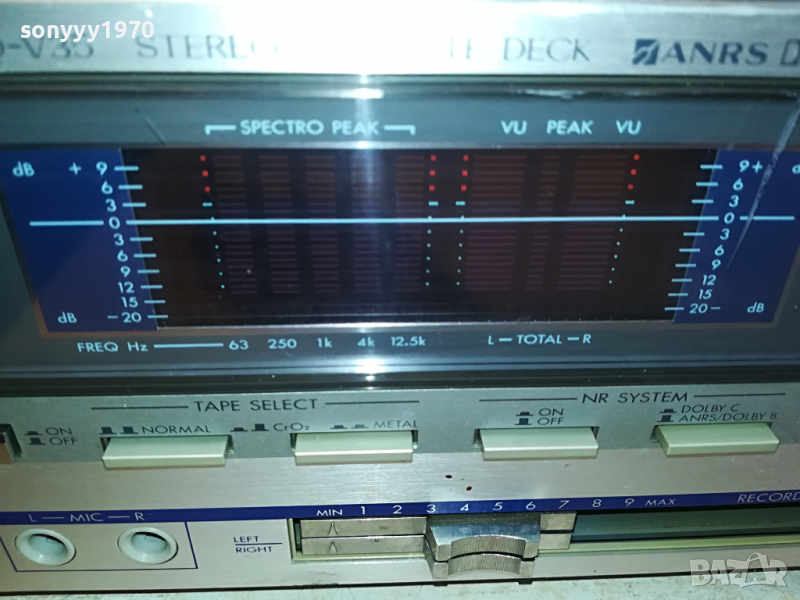 sonyyy1970
-V35 STEREO DECK ANRS
SPECTRO PEAK VU PEAK VU
dB + 9 9 +
6 6
3 3
0 0
3 3
6 6
9 9
12 12
15 15
dB -20 20- dB
FREQ Hz 63 250 1k 4k 12.5k L-TOTAL-R
TAPE SELECT NR SYSTEM
ON NORMAL CrO₂ METAL ON DOLBY C
OFF OFF ANRS/DOLBY B
MIN 1 2 3 4 5 6 7 8 9 MAX RECORD
L-MIC-R
LEFT
RIGHT
BAZAR